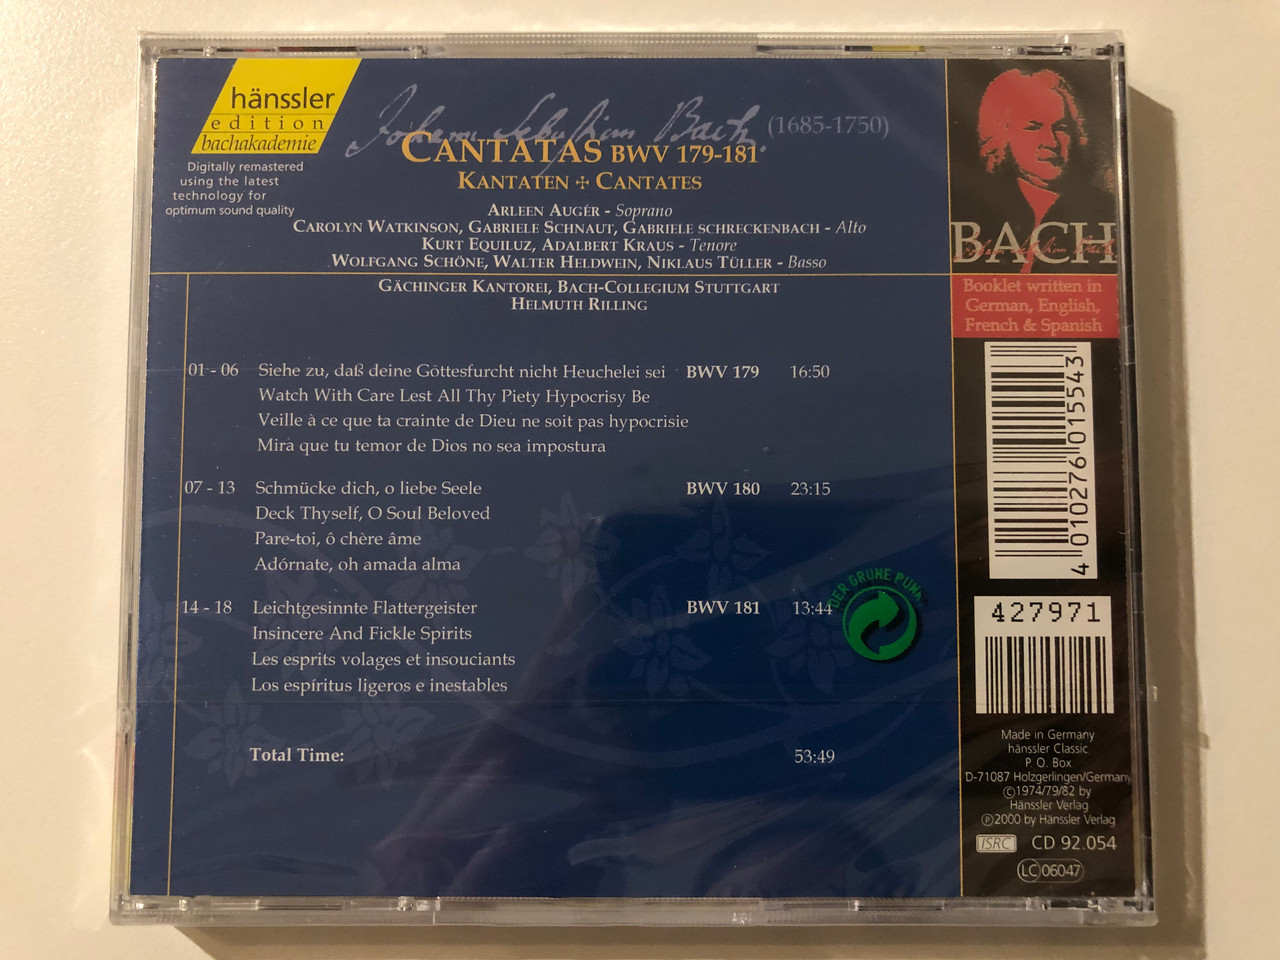 hänssler
edition
bachakademie
Digitally remastered
using the latest
technology for
optimum sound quality
Johann Sebastian Bach. (1685-1750)
CANTATAS BWV 179-181
KANTATEN + CANTATES
ARLEEN AUGÉR - Soprano
CAROLYN WATKINSON, GABRIELE SCHNAUT, GABRIELE SCHRECKENBACH - Alto
KURT EQUILUZ, ADALBERT KRAUS - Tenore
WOLFGANG SCHÖNE, WALTER HELDWEIN, NIKLAUS TÜLLER - Basso
GÄCHINGER KANTOREI, BACH-COLLEGIUM STUTTGART
HELMUTH RILLING
01 - 06 Siehe zu, daß deine Gottesfurcht nicht Heuchelei sei BWV 179 16:50
Watch With Care Lest All Thy Piety Hypocrisy Be
Veille à ce que ta crainte de Dieu ne soit pas hypocrisie
Mira que tu temor de Dios no sea impostura
07 - 13 Schmücke dich, o liebe Seele BWV 180 23:15
Deck Thyself, O Soul Beloved
Pare-toi, ô chère âme
Adórnate, oh amada alma
14 - 18 Leichtgesinnte Flattergeister BWV 181 13:44
Insincere And Fickle Spirits
Les esprits volages et insouciants
Los espíritus ligeros e inestables
Total Time: 53:49
DER GRÜNE PUNKT
BACH
Booklet written in
German, English,
French & Spanish
4 010276 015543
427971
Made in Germany
hänssler Classic
P. O. Box
D-71087 Holzgerlingen/Germany
©1974/79/82 by
Hänssler Verlag
℗2000 by Hänssler Verlag
ISRC CD 92.054
LC 06047